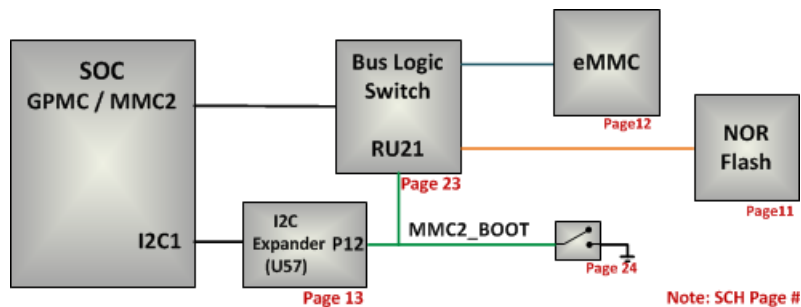 SOC
GPMC / MMC2
I2C1
Bus Logic
Switch
RU21
Page 23
eMMC
Page12
NOR
Flash
Page11
I2C
Expander P12
(U57)
Page 13
MMC2_BOOT
Page 24
Note: SCH Page #